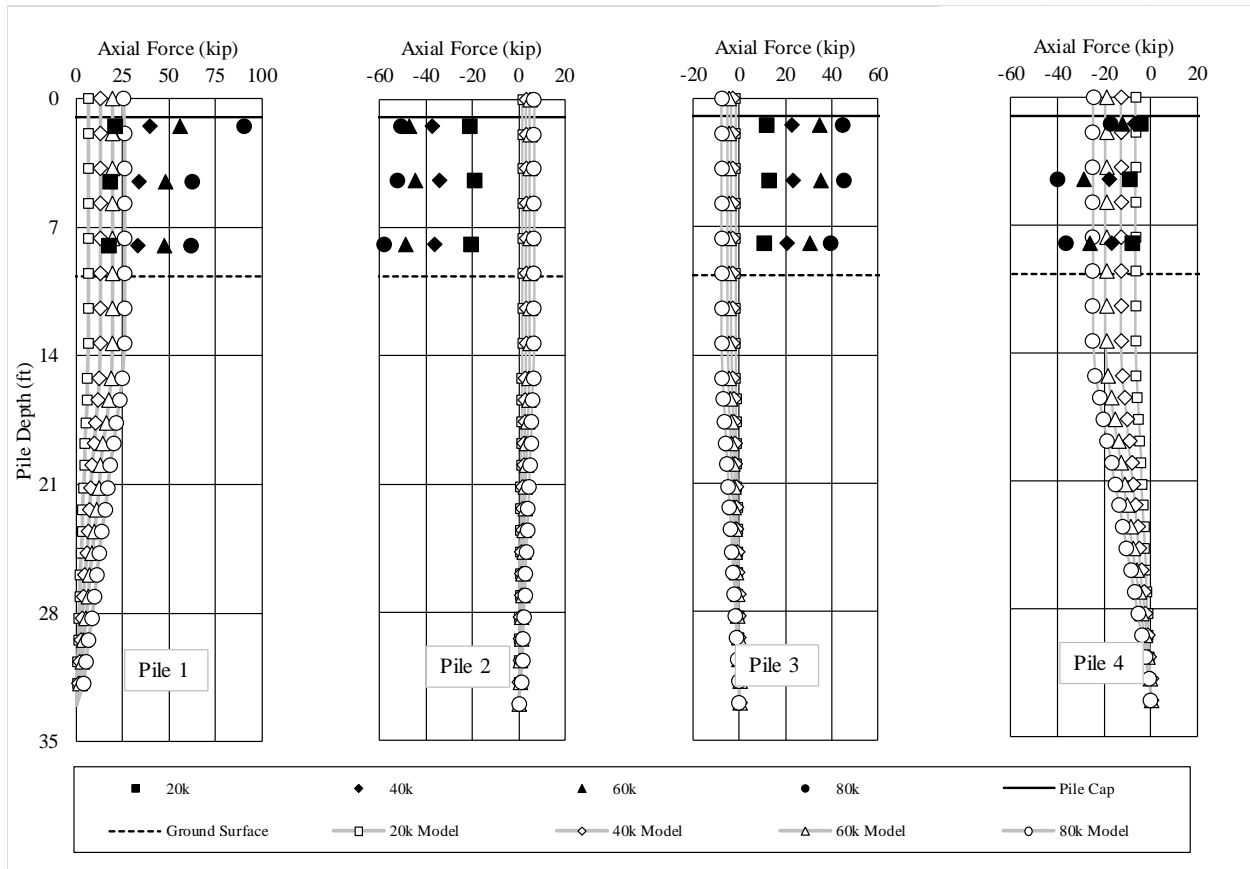 Axial Force (kip)
0 25 50 75 100
Axial Force (kip)
-60 -40 -20 0 20
Axial Force (kip)
-20 0 20 40 60
Axial Force (kip)
-60 -40 -20 0 20
Pile Depth (ft)
0
7
14
21
28
35
Pile 1
Pile 2
Pile 3
Pile 4
20k 40k 60k 80k Pile Cap
Ground Surface 20k Model 40k Model 60k Model 80k Model